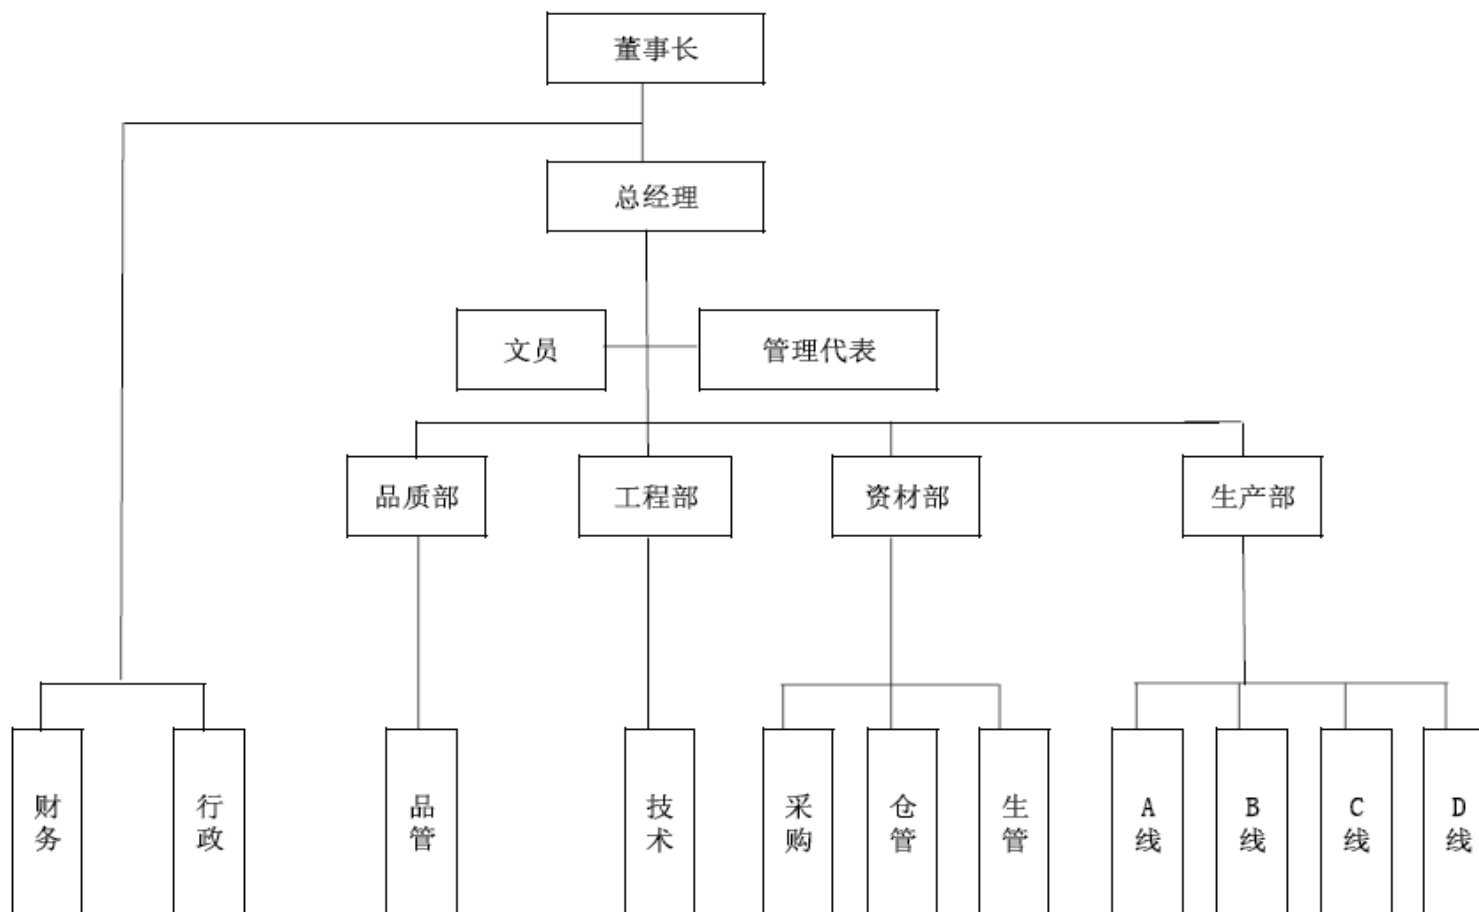 董事长
总经理
文员
管理代表
品质部
工程部
资材部
生产部
财务
行政
品管
技术
采购
仓管
生管
A线
B线
C线
D线